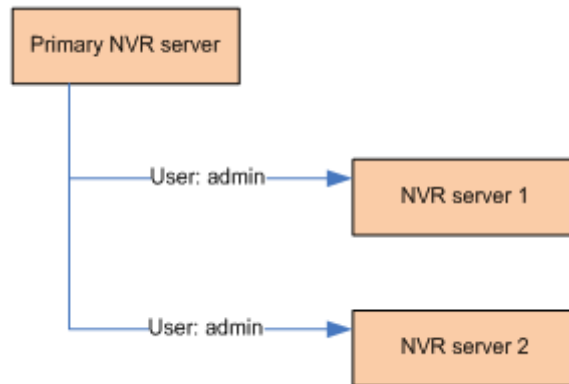 Primary NVR server
User: admin
NVR server 1
User: admin
NVR server 2